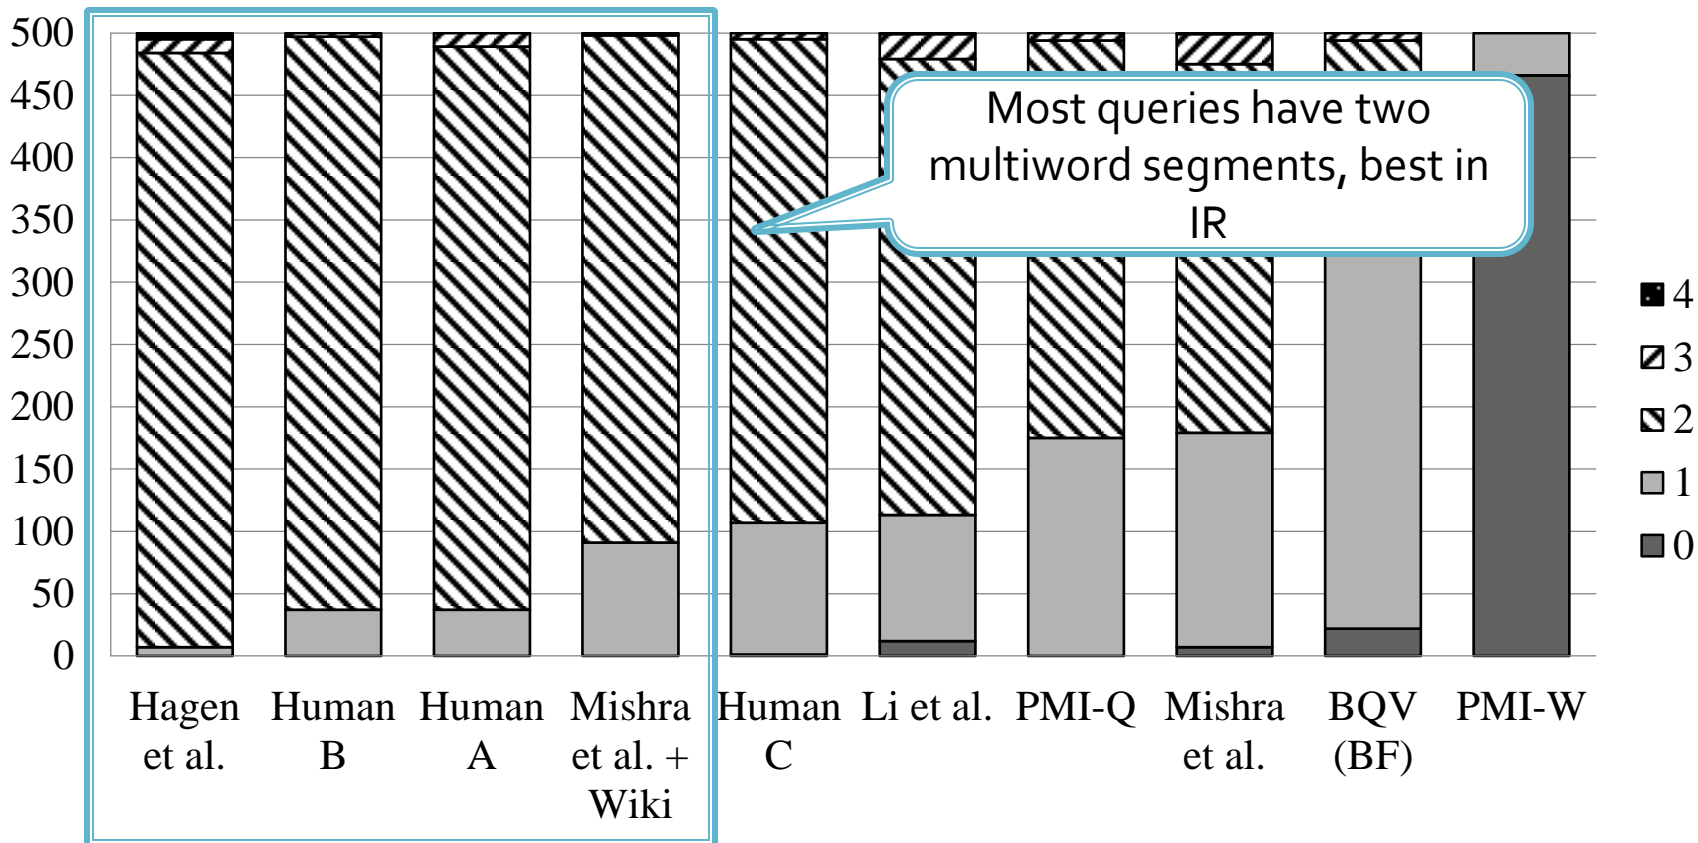 500
450
400
350
300
250
200
150
100
50
0
Most queries have two
multiword segments, best in
IR
4
3
2
1
0
Hagen et al.
Human B
Human A
Mishra et al. + Wiki
Human C
Li et al.
PMI-Q
Mishra et al.
BQV (BF)
PMI-W